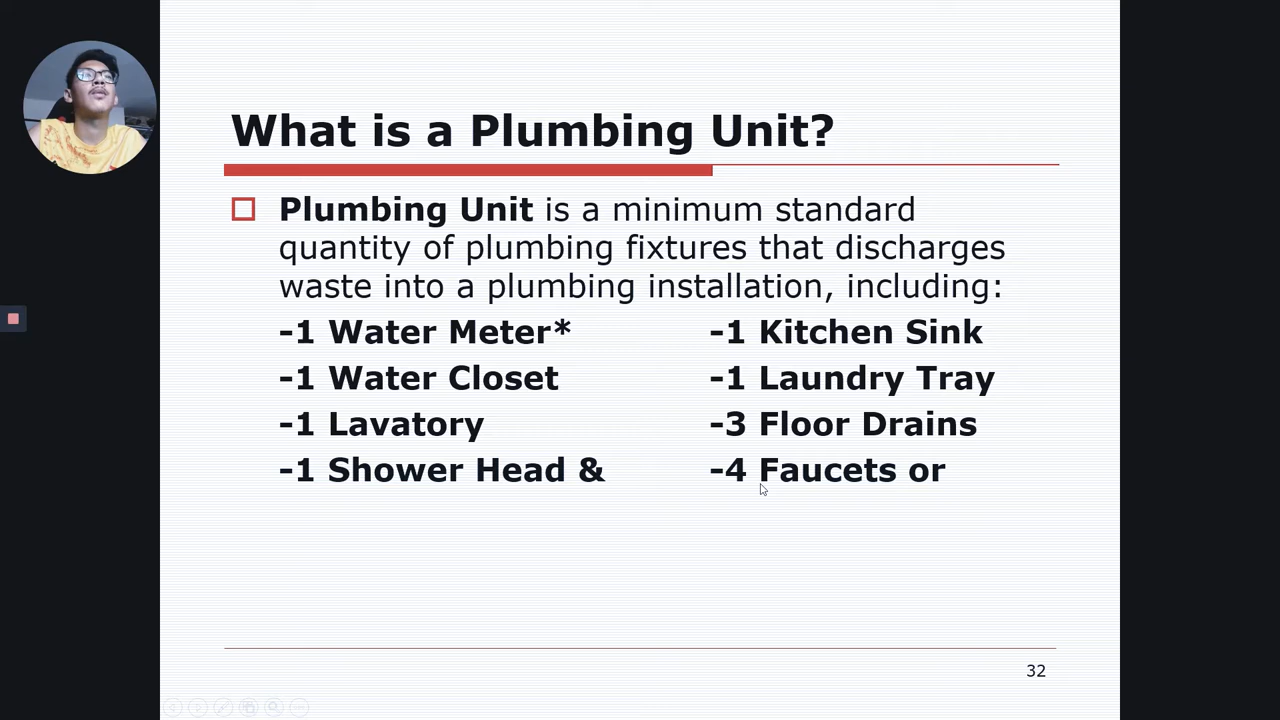 What is a Plumbing Unit?
Plumbing Unit is a minimum standard
quantity of plumbing fixtures that discharges
waste into a plumbing installation, including:
-1 Water Meter* -1 Kitchen Sink
-1 Water Closet -1 Laundry Tray
-1 Lavatory -3 Floor Drains
-1 Shower Head & -4 Faucets or
32